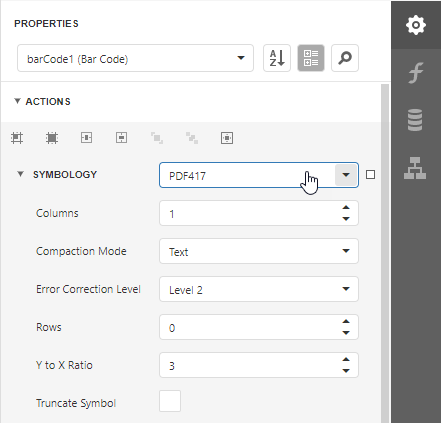 PROPERTIES
barCode1 (Bar Code)
ACTIONS
SYMBOLOGY PDF417
Columns 1
Compaction Mode Text
Error Correction Level Level 2
Rows 0
Y to X Ratio 3
Truncate Symbol